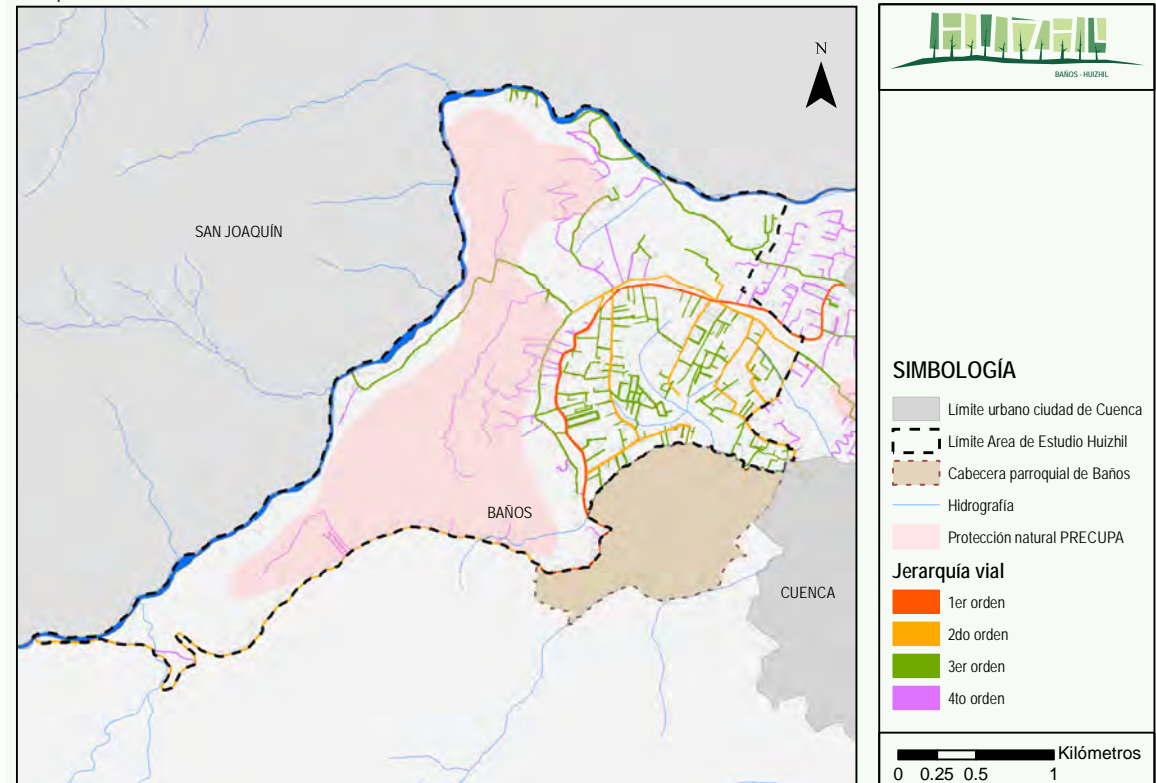 N
SAN JOAQUÍN
BAÑOS
CUENCA
BAÑOS - HUIZHIL
SIMBOLOGÍA
Límite urbano ciudad de Cuenca
Límite Area de Estudio Huizhil
Cabecera parroquial de Baños
Hidrografía
Protección natural PRECUPA
Jerarquía vial
1er orden
2do orden
3er orden
4to orden
Kilómetros
0 0.25 0.5 1